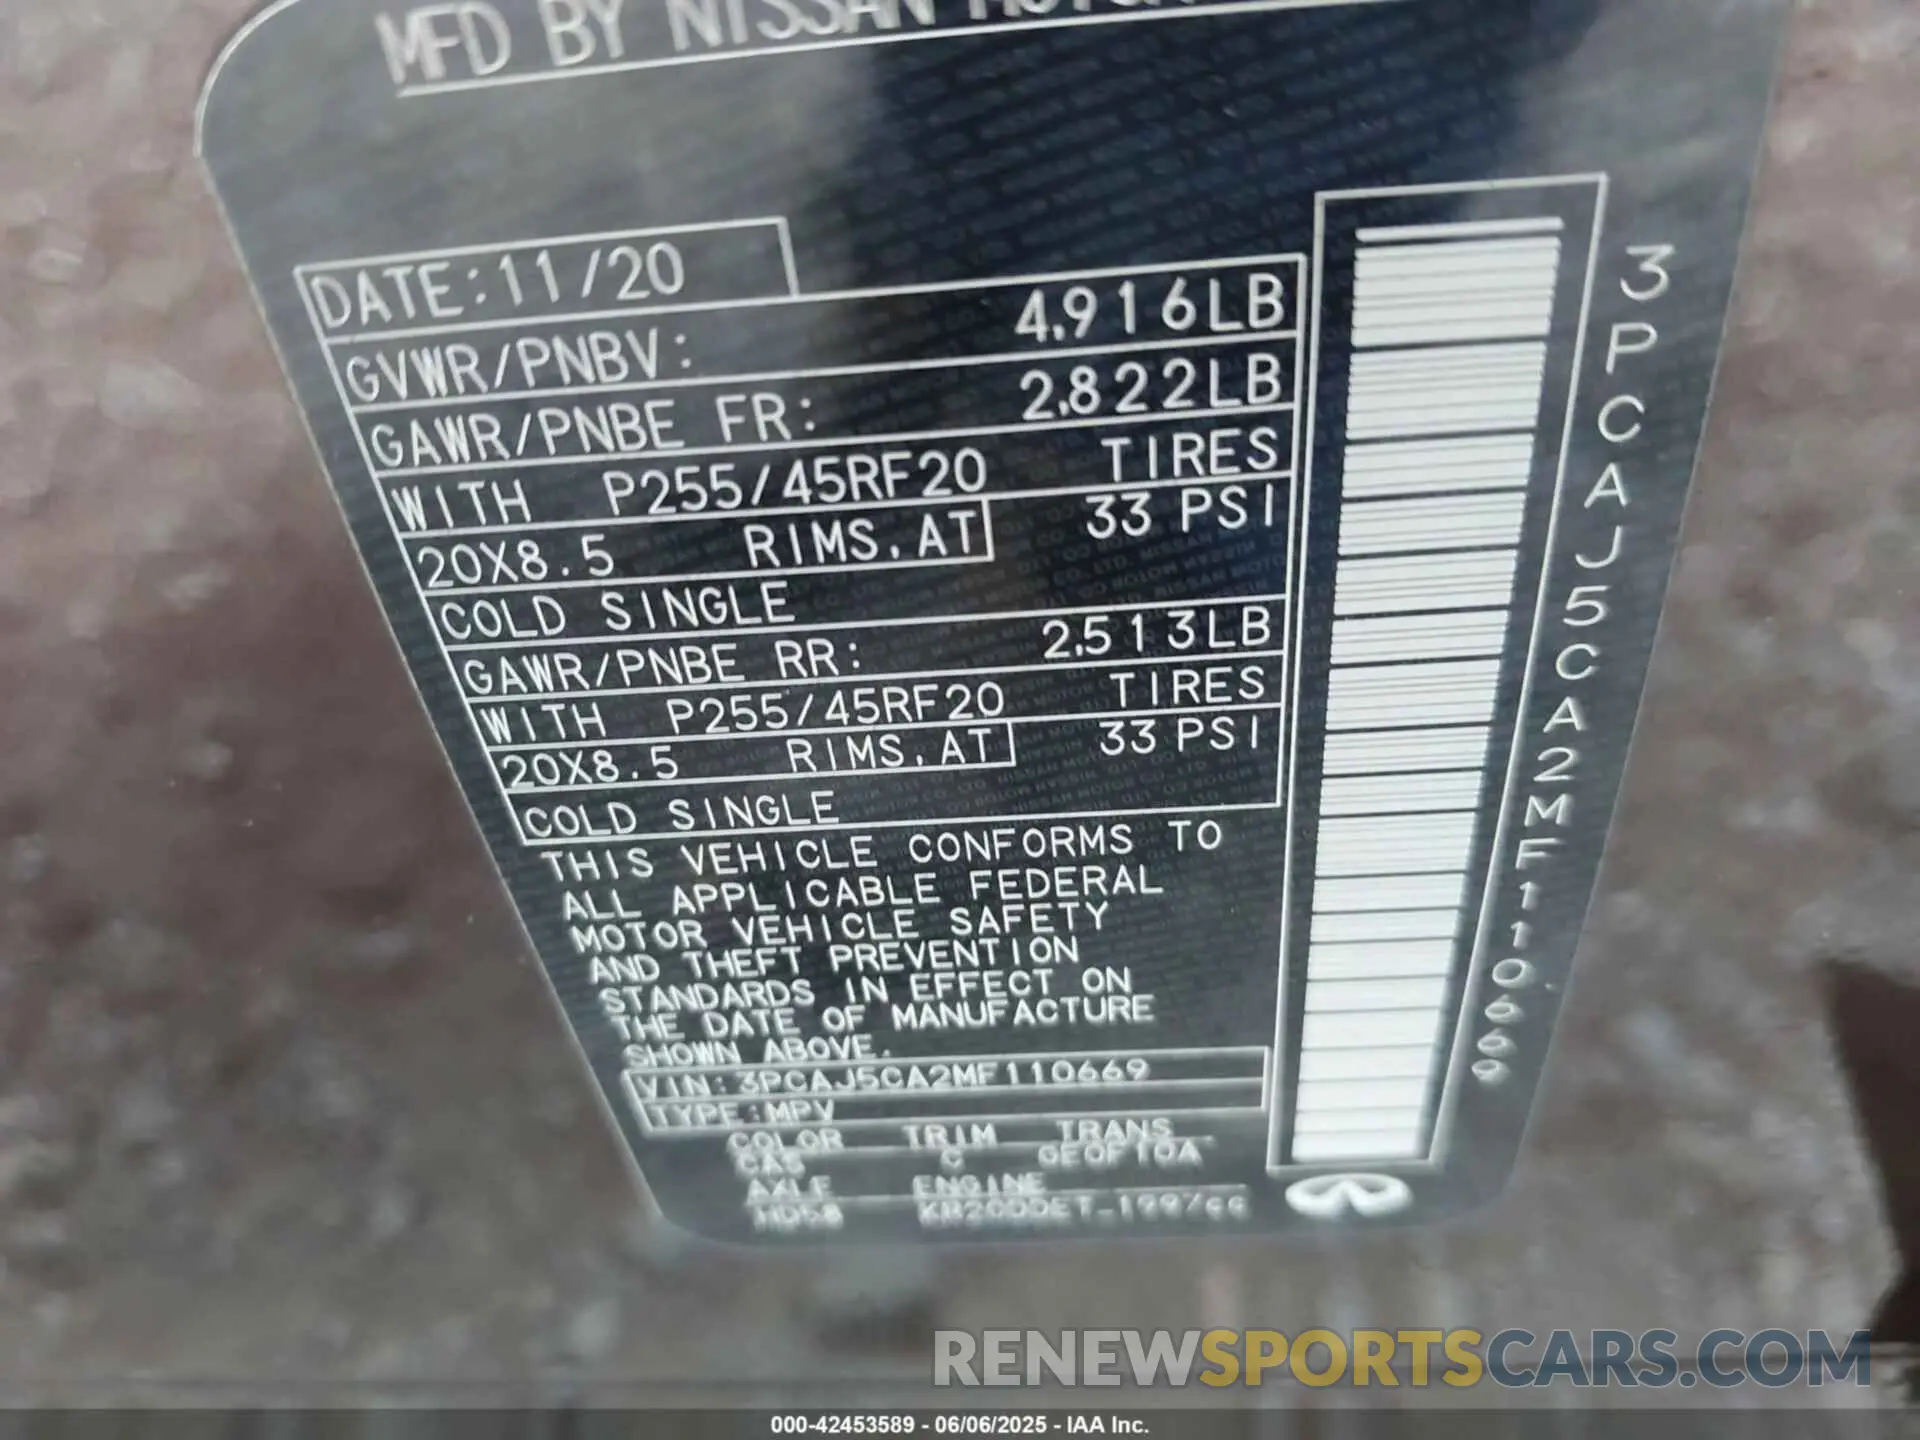 MFD BY NISSAN MOTOR
DATE:11/20
GVWR/PNBV: 4,916LB
GAWR/PNBE FR: 2,822LB
WITH P255/45RF20 TIRES
20X8.5 RIMS,AT 33 PSI
COLD SINGLE
GAWR/PNBE RR: 2,513LB
WITH P255/45RF20 TIRES
20X8.5 RIMS,AT 33 PSI
COLD SINGLE
THIS VEHICLE CONFORMS TO
ALL APPLICABLE FEDERAL
MOTOR VEHICLE SAFETY
AND THEFT PREVENTION
STANDARDS IN EFFECT ON
THE DATE OF MANUFACTURE
SHOWN ABOVE.
VIN:3PCAJ5CA2MF110669
TYPE:MPV
COLOR TRIM TRANS
CAS C
AXLE ENGINE
3PCAJ5CA2MF110669
RENEWSPORTSCARS.COM
000-42453589 - 06/06/2025 - IAA Inc.